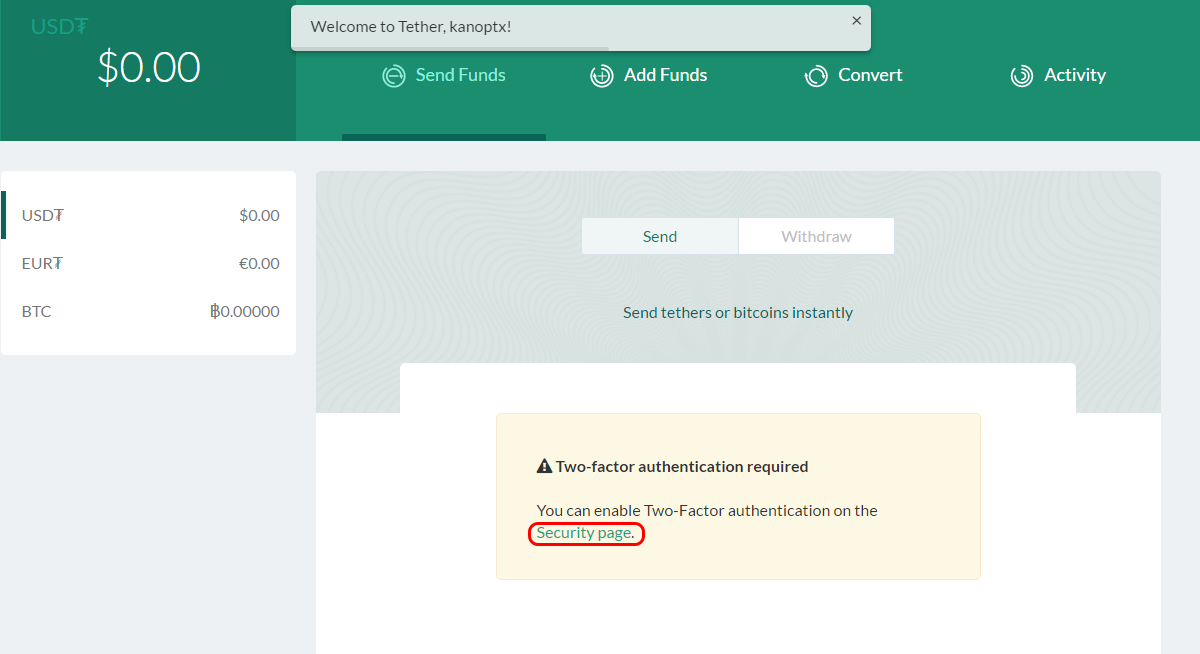 USD₮
$0.00
Welcome to Tether, kanoptx!
×
Send Funds
Add Funds
Convert
Activity
USD₮ $0.00
EUR₮ €0.00
BTC ฿0.00000
Send
Withdraw
Send tethers or bitcoins instantly
Two-factor authentication required
You can enable Two-Factor authentication on the
Security page.